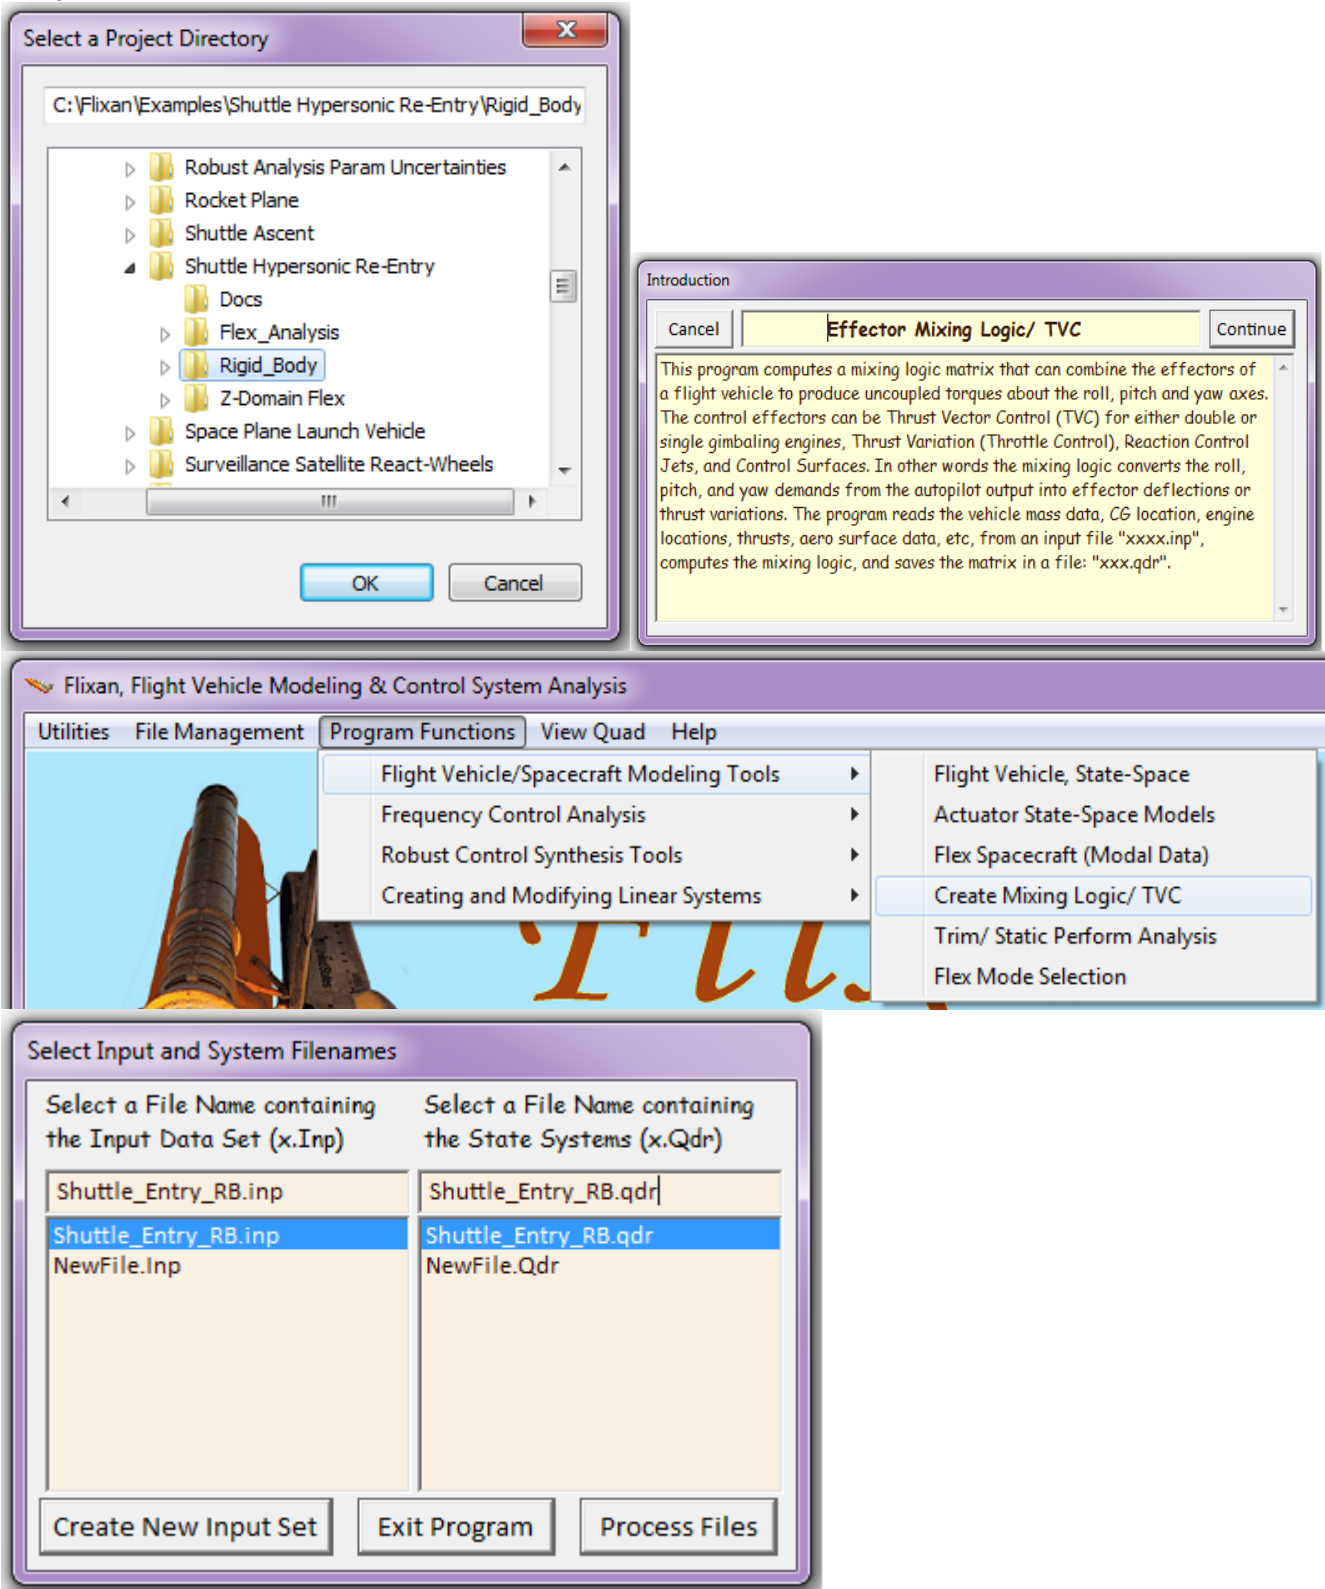 Select a Project Directory
x
C:\Flixan\Examples\Shuttle Hypersonic Re-Entry\Rigid_Body
Robust Analysis Param Uncertainties
Rocket Plane
Shuttle Ascent
Shuttle Hypersonic Re-Entry
Docs
Flex_Analysis
Rigid_Body
Z-Domain Flex
Space Plane Launch Vehicle
Surveillance Satellite React-Wheels
OK
Cancel
Introduction
Cancel
Effector Mixing Logic/ TVC
Continue
This program computes a mixing logic matrix that can combine the effectors of
a flight vehicle to produce uncoupled torques about the roll, pitch and yaw axes.
The control effectors can be Thrust Vector Control (TVC) for either double or
single gimbaling engines, Thrust Variation (Throttle Control), Reaction Control
Jets, and Control Surfaces. In other words the mixing logic converts the roll,
pitch, and yaw demands from the autopilot output into effector deflections or
thrust variations. The program reads the vehicle mass data, CG location, engine
locations, thrusts, aero surface data, etc, from an input file "xxxx.inp",
computes the mixing logic, and saves the matrix in a file: "xxx.qdr".
Flixan, Flight Vehicle Modeling & Control System Analysis
Utilities File Management Program Functions View Quad Help
Flight Vehicle/Spacecraft Modeling Tools
Frequency Control Analysis
Robust Control Synthesis Tools
Creating and Modifying Linear Systems
Flight Vehicle, State-Space
Actuator State-Space Models
Flex Spacecraft (Modal Data)
Create Mixing Logic/ TVC
Trim/ Static Perform Analysis
Flex Mode Selection
Select Input and System Filenames
Select a File Name containing
the Input Data Set (x.Inp)
Select a File Name containing
the State Systems (x.Qdr)
Shuttle_Entry_RB.inp
Shuttle_Entry_RB.qdr
Shuttle_Entry_RB.inp
NewFile.Inp
Shuttle_Entry_RB.qdr
NewFile.Qdr
Create New Input Set
Exit Program
Process Files